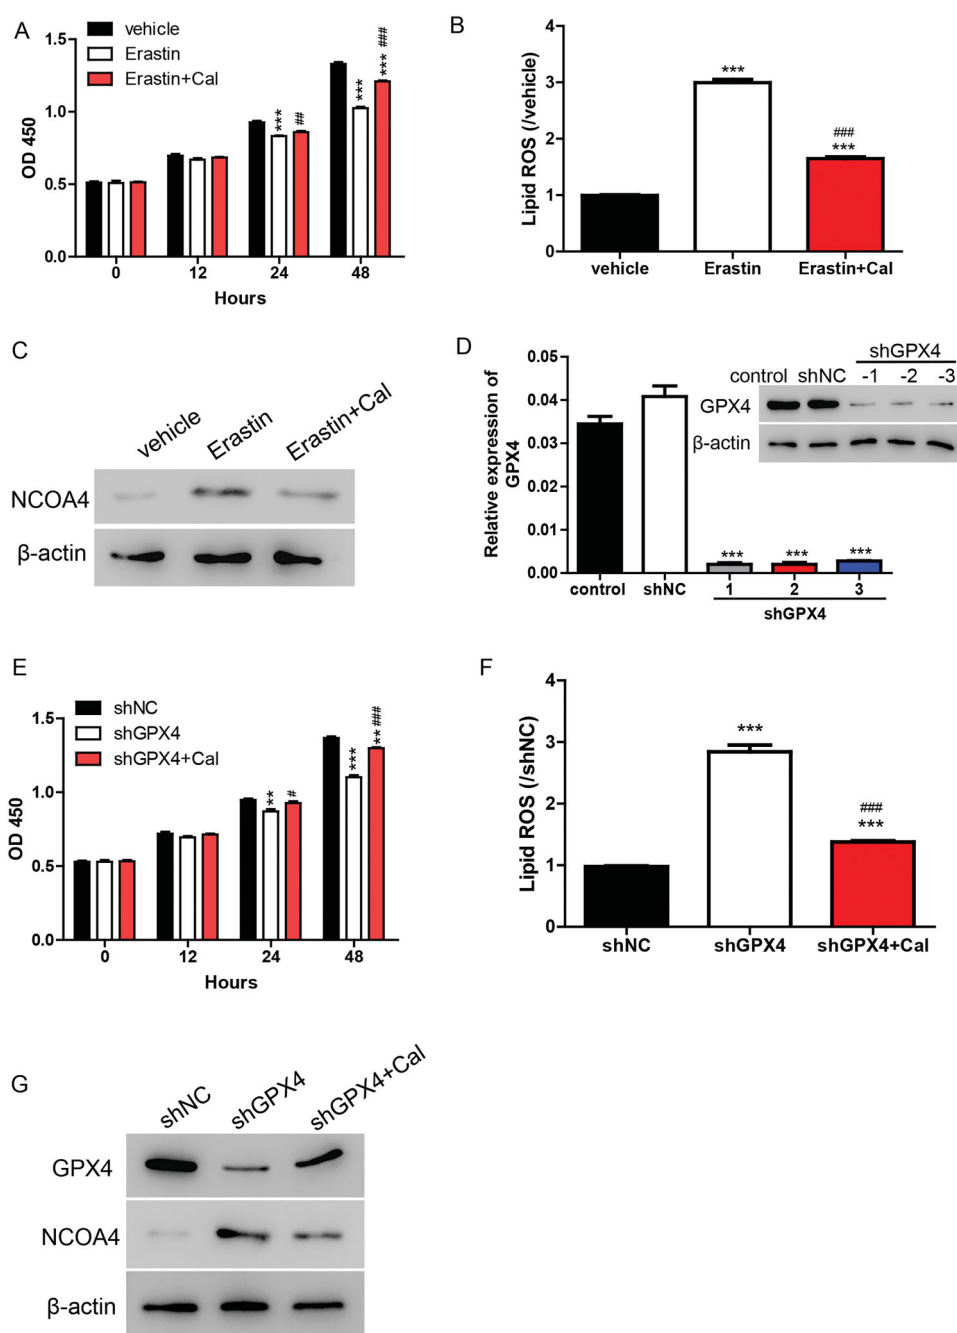 A
vehicle
Erastin
Erastin+Cal
OD 450
1.5
1.0
0.5
0.0
***
##
***
***
###
0
12
24
48
Hours
B
Lipid ROS (/vehicle)
4
3
2
1
0
***
###
***
vehicle
Erastin
Erastin+Cal
C
vehicle
Erastin
Erastin+Cal
NCOA4
β-actin
D
Relative expression of
GPX4
0.05
0.04
0.03
0.02
0.01
0.00
***
***
***
control
shNC
1
2
3
shGPX4
shGPX4
control shNC -1 -2 -3
GPX4
β-actin
E
shNC
shGPX4
shGPX4+Cal
OD 450
1.5
1.0
0.5
0.0
**
#
***
**
###
0
12
24
48
Hours
F
Lipid ROS (/shNC)
4
3
2
1
0
***
###
***
shNC
shGPX4
shGPX4+Cal
G
shNC
shGPX4
shGPX4+Cal
GPX4
NCOA4
β-actin